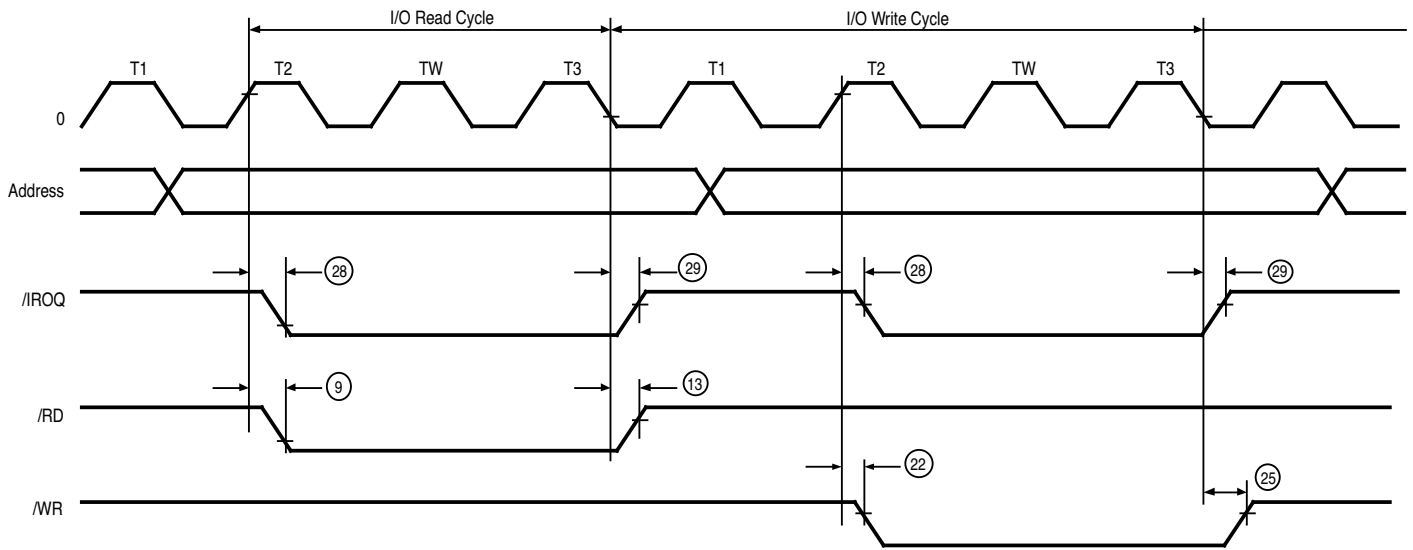 I/O Read Cycle I/O Write Cycle
T1 T2 TW T3 T1 T2 TW T3
0
Address
28 29 28 29
/IROQ
9 13
/RD
22 25
/WR